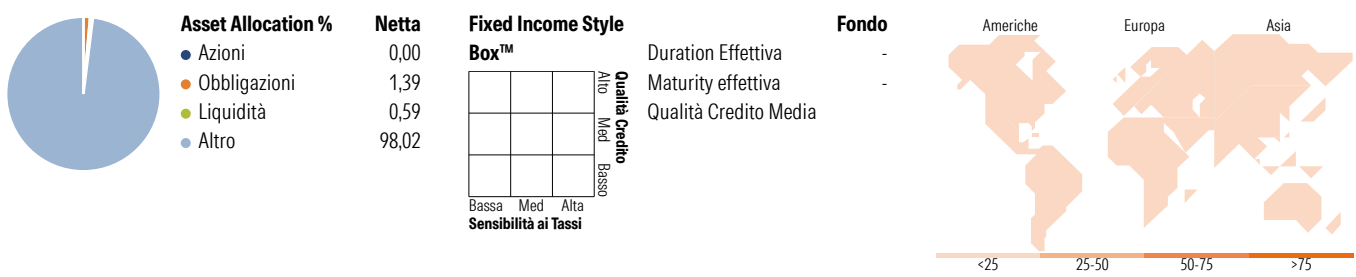 Asset Allocation % Netta
Azioni 0,00
Obbligazioni 1,39
Liquidità 0,59
Altro 98,02
Fixed Income Style Box™
Alto Med Basso
Qualità Credito
Bassa Med Alta
Sensibilità ai Tassi
Fondo
Duration Effettiva -
Maturity effettiva -
Qualità Credito Media
Americhe Europa Asia
<25 25-50 50-75 >75